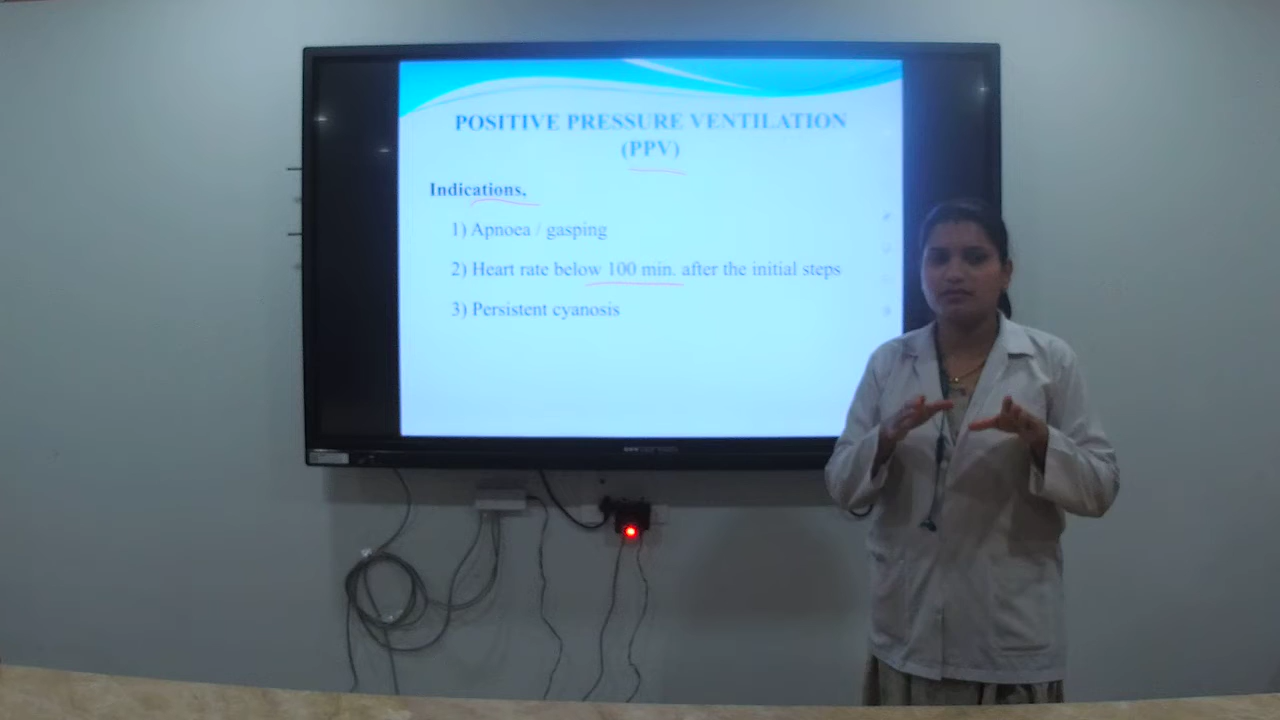 POSITIVE PRESSURE VENTILATION
(PPV)
Indications.
1) Apnoea / gasping
2) Heart rate below 100 min. after the initial steps
3) Persistent cyanosis